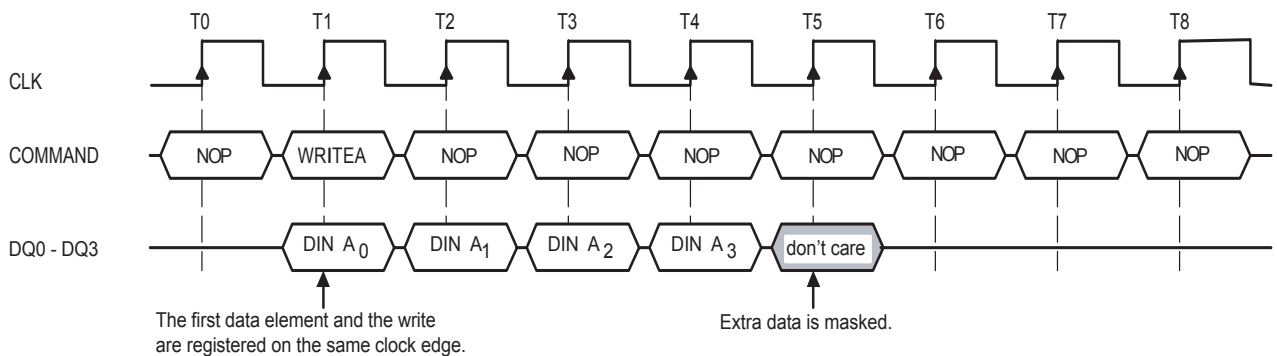 T0 T1 T2 T3 T4 T5 T6 T7 T8
CLK
COMMAND NOP WRITEA NOP NOP NOP NOP NOP NOP NOP
DQ0 - DQ3 DIN A0 DIN A1 DIN A2 DIN A3 don't care
The first data element and the write
are registered on the same clock edge.
Extra data is masked.